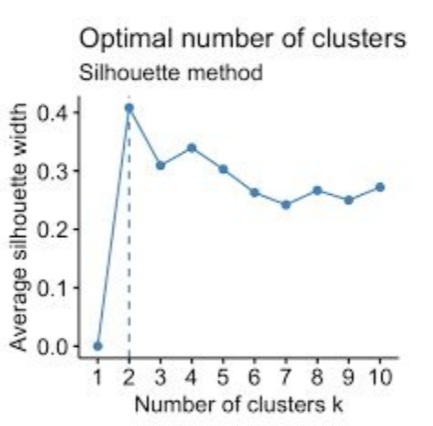 Optimal number of clusters
Silhouette method
Average silhouette width
0.4
0.3
0.2
0.1
0.0
1 2 3 4 5 6 7 8 9 10
Number of clusters k